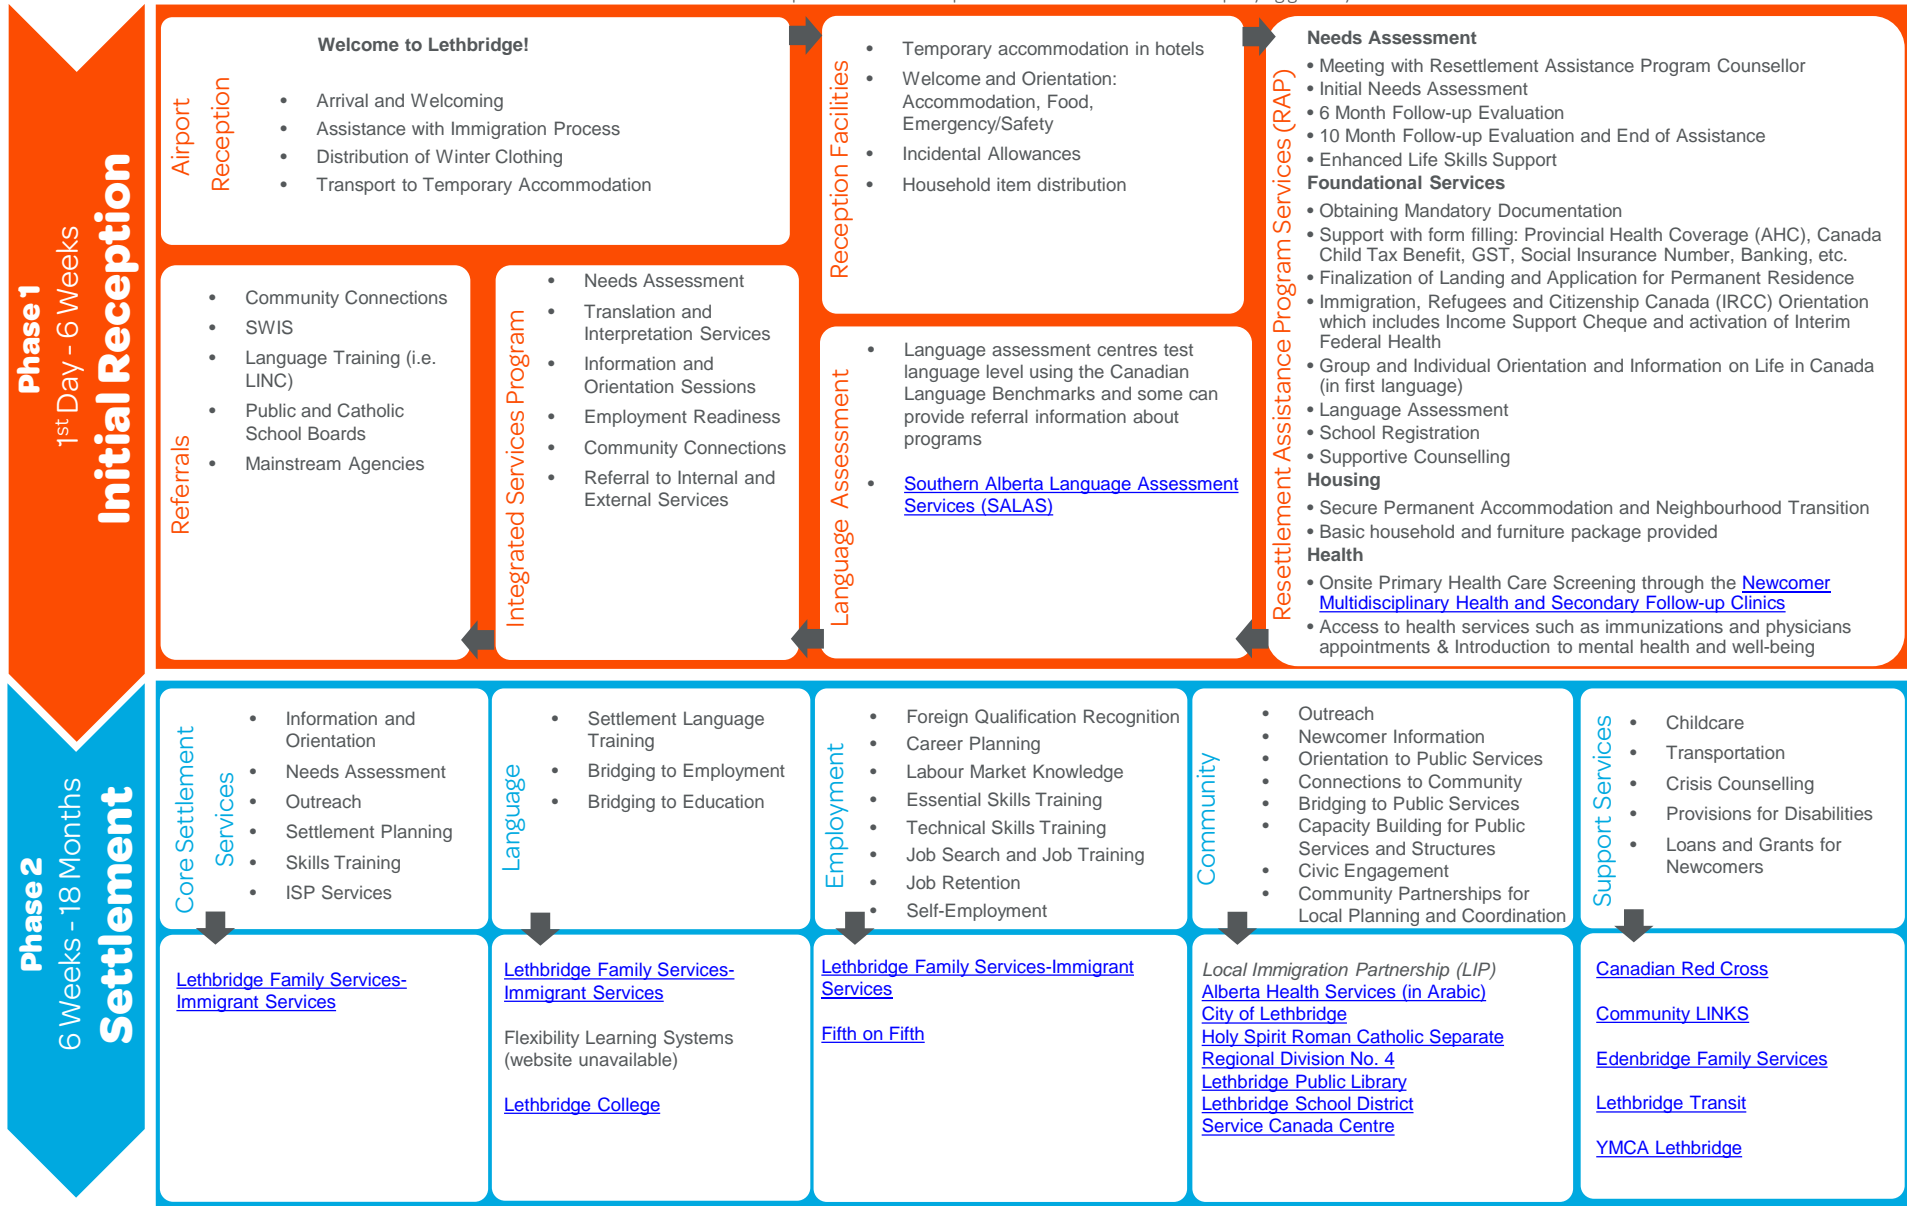 Phase 1
1st Day - 6 Weeks
Initial Reception
Airport
Reception
Welcome to Lethbridge!
• Arrival and Welcoming
• Assistance with Immigration Process
• Distribution of Winter Clothing
• Transport to Temporary Accommodation
Reception Facilities
• Temporary accommodation in hotels
• Welcome and Orientation:
Accommodation, Food,
Emergency/Safety
• Incidental Allowances
• Household item distribution
Resettlement Assistance Program Services (RAP)
Needs Assessment
• Meeting with Resettlement Assistance Program Counsellor
• Initial Needs Assessment
• 6 Month Follow-up Evaluation
• 10 Month Follow-up Evaluation and End of Assistance
• Enhanced Life Skills Support
Foundational Services
• Obtaining Mandatory Documentation
• Support with form filling: Provincial Health Coverage (AHC), Canada
Child Tax Benefit, GST, Social Insurance Number, Banking, etc.
• Finalization of Landing and Application for Permanent Residence
• Immigration, Refugees and Citizenship Canada (IRCC) Orientation
which includes Income Support Cheque and activation of Interim
Federal Health
• Group and Individual Orientation and Information on Life in Canada
(in first language)
• Language Assessment
• School Registration
• Supportive Counselling
Housing
• Secure Permanent Accommodation and Neighbourhood Transition
• Basic household and furniture package provided
Health
• Onsite Primary Health Care Screening through the Newcomer
Multidisciplinary Health and Secondary Follow-up Clinics
• Access to health services such as immunizations and physicians
appointments & Introduction to mental health and well-being
Language Assessment
• Language assessment centres test
language level using the Canadian
Language Benchmarks and some can
provide referral information about
programs
• Southern Alberta Language Assessment
Services (SALAS)
Integrated Services Program
• Needs Assessment
• Translation and
Interpretation Services
• Information and
Orientation Sessions
• Employment Readiness
• Community Connections
• Referral to Internal and
External Services
Referrals
• Community Connections
• SWIS
• Language Training (i.e.
LINC)
• Public and Catholic
School Boards
• Mainstream Agencies
Phase 2
6 Weeks - 18 Months
Settlement
Core Settlement
Services
• Information and
Orientation
• Needs Assessment
• Outreach
• Settlement Planning
• Skills Training
• ISP Services
Lethbridge Family Services-
Immigrant Services
Language
• Settlement Language
Training
• Bridging to Employment
• Bridging to Education
Lethbridge Family Services-
Immigrant Services
Flexibility Learning Systems
(website unavailable)
Lethbridge College
Employment
• Foreign Qualification Recognition
• Career Planning
• Labour Market Knowledge
• Essential Skills Training
• Technical Skills Training
• Job Search and Job Training
• Job Retention
• Self-Employment
Lethbridge Family Services-Immigrant
Services
Fifth on Fifth
Community
• Outreach
• Newcomer Information
• Orientation to Public Services
• Connections to Community
• Bridging to Public Services
• Capacity Building for Public
Services and Structures
• Civic Engagement
• Community Partnerships for
Local Planning and Coordination
Local Immigration Partnership (LIP)
Alberta Health Services (in Arabic)
City of Lethbridge
Holy Spirit Roman Catholic Separate
Regional Division No. 4
Lethbridge Public Library
Lethbridge School District
Service Canada Centre
Support Services
• Childcare
• Transportation
• Crisis Counselling
• Provisions for Disabilities
• Loans and Grants for
Newcomers
Canadian Red Cross
Community LINKS
Edenbridge Family Services
Lethbridge Transit
YMCA Lethbridge